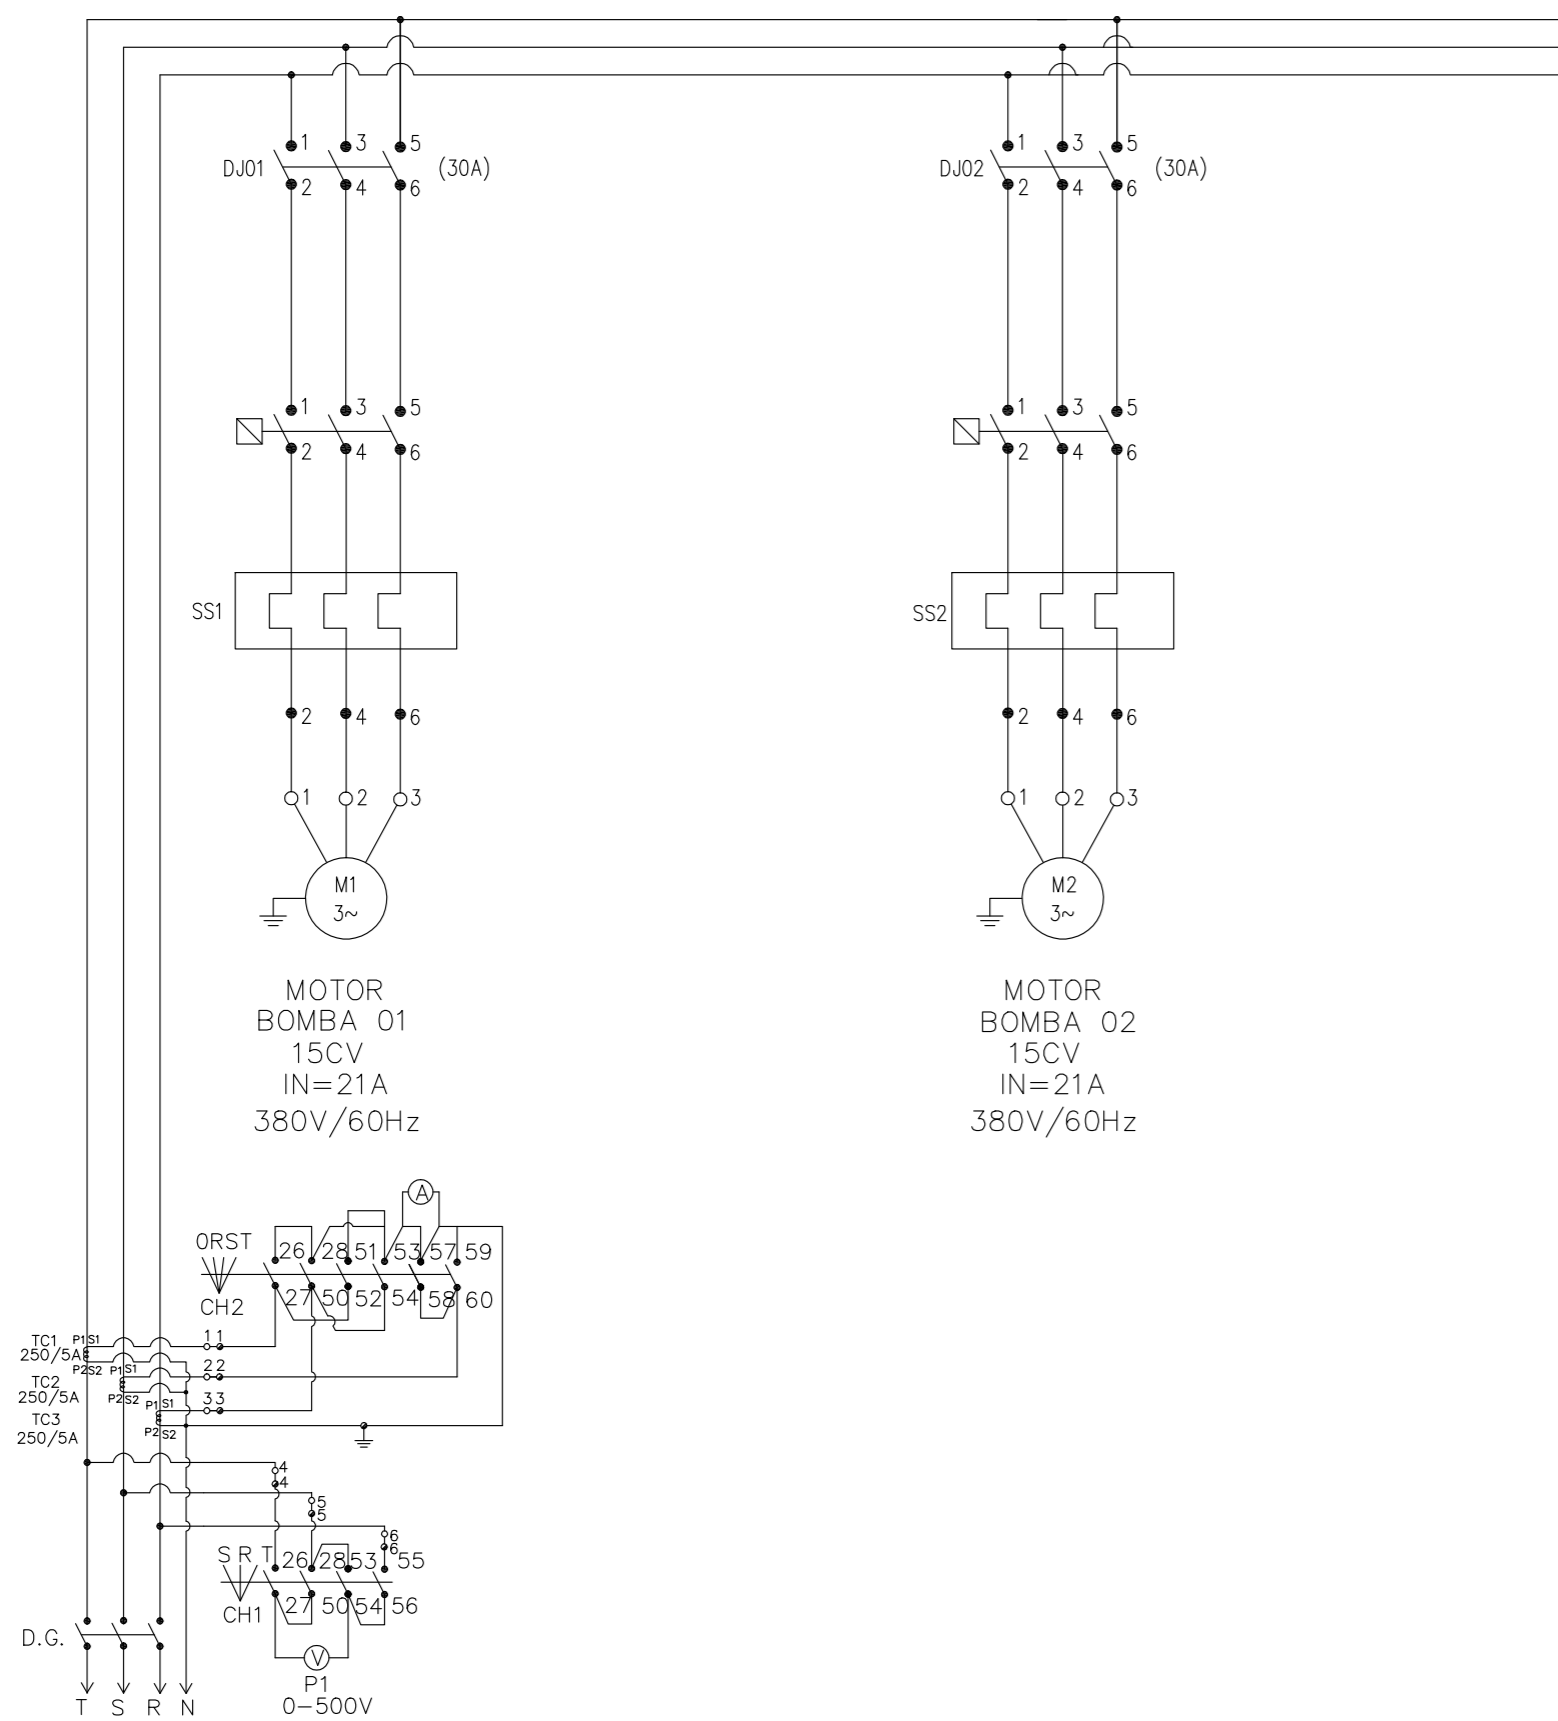 1 3 5
DJ01 (30A)
2 4 6
1 3 5
DJ02 (30A)
2 4 6
1 3 5
2 4 6
1 3 5
2 4 6
SS1
SS2
2 4 6
2 4 6
1 2 3
1 2 3
M1
3~
M2
3~
MOTOR
BOMBA 01
15CV
IN=21A
380V/60Hz
MOTOR
BOMBA 02
15CV
IN=21A
380V/60Hz
A
0RST
26 28 51 53 57 59
27 50 52 54 58 60
CH2
TC1 P1 S1
250/5A
P2 S2
1 1
TC2 P1 S1
250/5A
P2 S2
2 2
TC3 P1 S1
250/5A
P2 S2
3 3
4
4
5
5
6
6
S R T
26 28 53 55
27 50 54 56
CH1
D.G.
V
P1
0-500V
T S R N